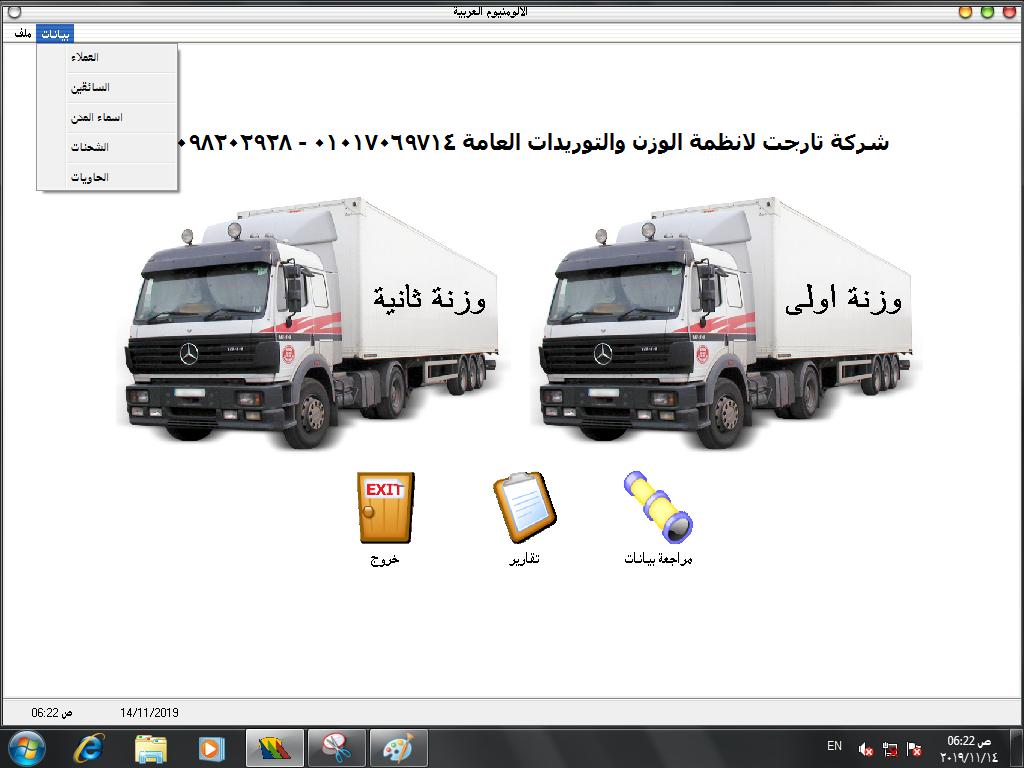 الالومنيوم العربية
ملف بيانات
العملاء
السائقين
اسماء المدن
الشحنات
الحاويات
شركة تارجت لانظمة الوزن والتوريدات العامة ٠١٠١٧٠٦٩٧١٤ - ٠٩٨٢٠٢٩٢٨
وزنة ثانية
وزنة اولى
EXIT
خروج
تقارير
مراجعة بيانات
06:22 ص
14/11/2019
EN
06:22 ص
٢٠١٩/١١/١٤